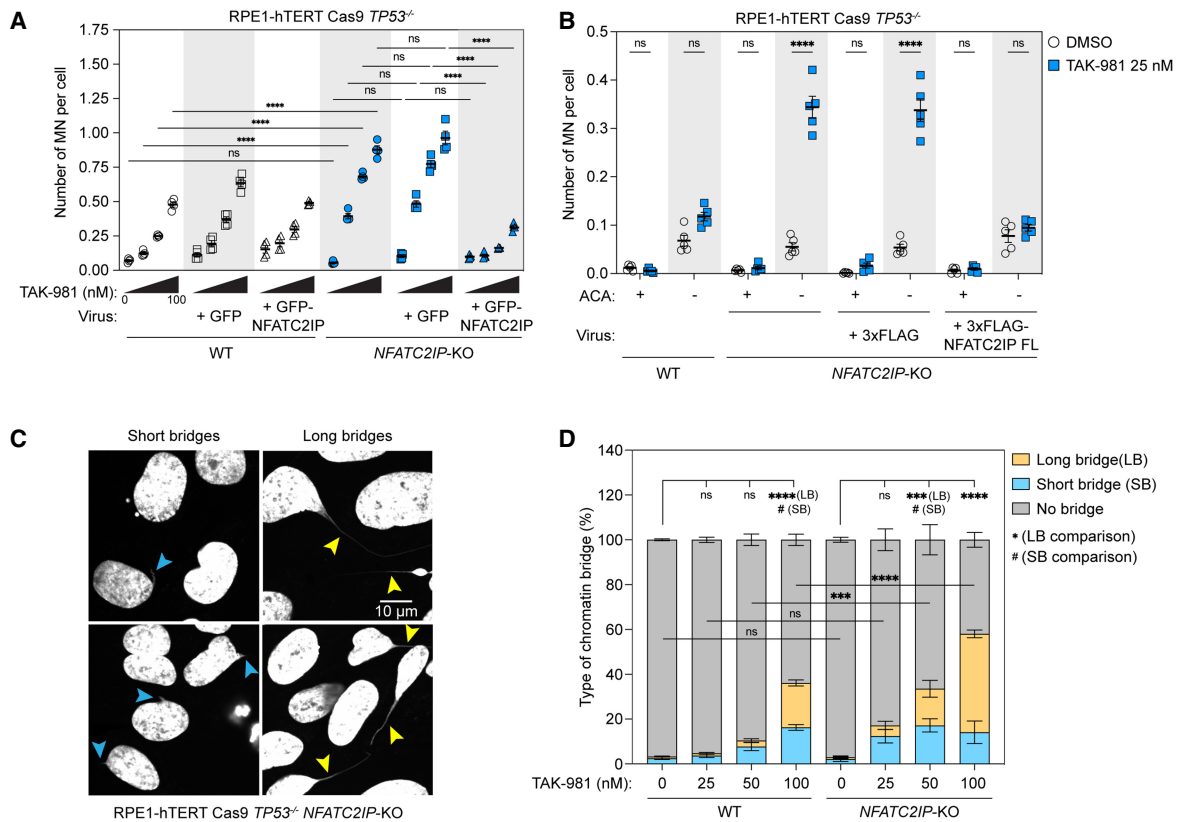 A
RPE1-hTERT Cas9 TP53-/-
Number of MN per cell
1.75
1.50
1.25
1.00
0.75
0.50
0.25
0.00
ns ****
ns ****
ns ****
ns ns
****
****
****
ns
TAK-981 (nM):
0 100
Virus:
+ GFP
+ GFP-
NFATC2IP
+ GFP
+ GFP-
NFATC2IP
WT
NFATC2IP-KO
B
RPE1-hTERT Cas9 TP53-/-
Number of MN per cell
0.5
0.4
0.3
0.2
0.1
0.0
ns ns ns **** ns **** ns ns
DMSO
TAK-981 25 nM
ACA: + - + - + - + -
Virus:
+ 3xFLAG
+ 3xFLAG-
NFATC2IP FL
WT
NFATC2IP-KO
C
Short bridges Long bridges
10 µm
RPE1-hTERT Cas9 TP53-/- NFATC2IP-KO
D
Type of chromatin bridge (%)
140
120
100
80
60
40
20
0
ns ns ****(LB) ns ***(LB) ****
# (SB) # (SB)
****
***
ns
ns
Long bridge(LB)
Short bridge (SB)
No bridge
* (LB comparison)
# (SB comparison)
TAK-981 (nM): 0 25 50 100 0 25 50 100
WT NFATC2IP-KO